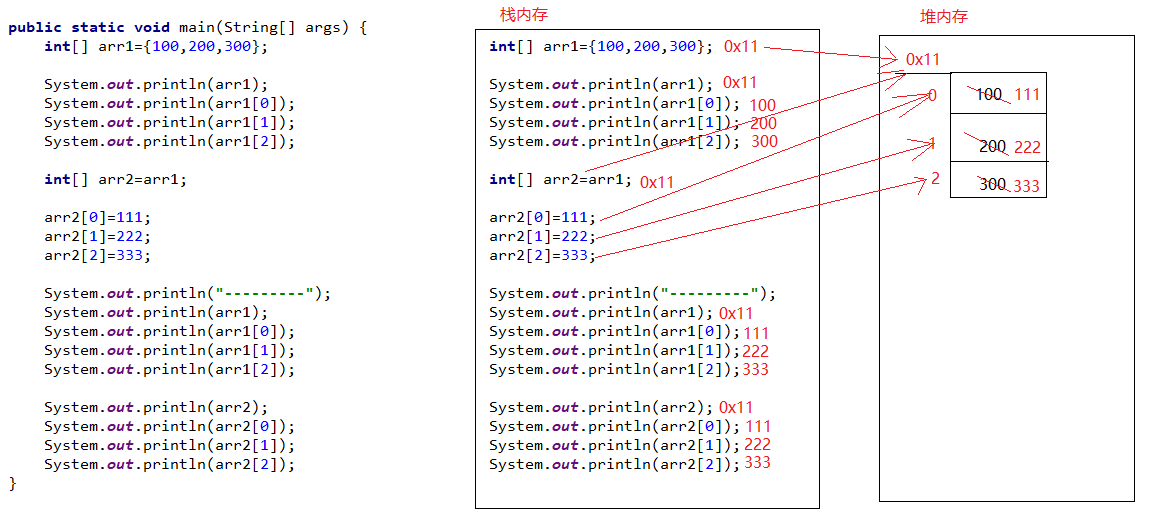 public static void main(String[] args) {
int[] arr1={100,200,300};
System.out.println(arr1);
System.out.println(arr1[0]);
System.out.println(arr1[1]);
System.out.println(arr1[2]);
int[] arr2=arr1;
arr2[0]=111;
arr2[1]=222;
arr2[2]=333;
System.out.println("---------");
System.out.println(arr1);
System.out.println(arr1[0]);
System.out.println(arr1[1]);
System.out.println(arr1[2]);
System.out.println(arr2);
System.out.println(arr2[0]);
System.out.println(arr2[1]);
System.out.println(arr2[2]);
}
栈内存
int[] arr1={100,200,300}; 0x11
System.out.println(arr1); 0x11
System.out.println(arr1[0]); 100
System.out.println(arr1[1]); 200
System.out.println(arr1[2]); 300
int[] arr2=arr1; 0x11
arr2[0]=111;
arr2[1]=222;
arr2[2]=333;
System.out.println("---------");
System.out.println(arr1); 0x11
System.out.println(arr1[0]); 111
System.out.println(arr1[1]); 222
System.out.println(arr1[2]); 333
System.out.println(arr2); 0x11
System.out.println(arr2[0]); 111
System.out.println(arr2[1]); 222
System.out.println(arr2[2]); 333
堆内存
0x11
0 100 111
1 200 222
2 300 333